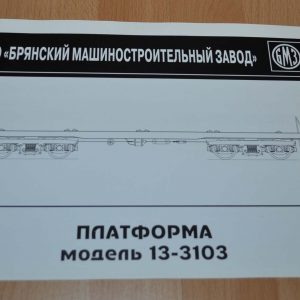 О «БРЯНСКИЙ МАШИНОСТРОИТЕЛЬНЫЙ ЗАВОД»
БМЗ
ПЛАТФОРМА
модель 13-3103